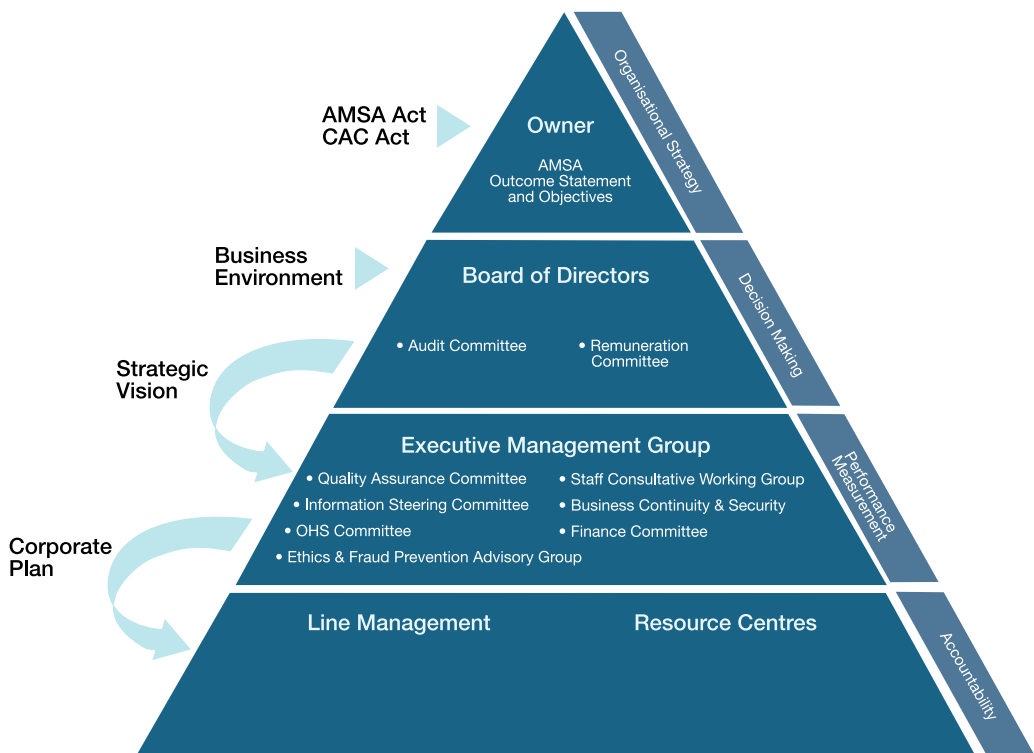 AMSA Act
CAC Act
Owner
AMSA
Outcome Statement
and Objectives
Organisational Strategy
Business
Environment
Board of Directors
• Audit Committee
• Remuneration
Committee
Decision Making
Strategic
Vision
Executive Management Group
• Quality Assurance Committee
• Information Steering Committee
• OHS Committee
• Ethics & Fraud Prevention Advisory Group
• Staff Consultative Working Group
• Business Continuity & Security
• Finance Committee
Performance
Measurement
Corporate
Plan
Line Management
Resource Centres
Accountability